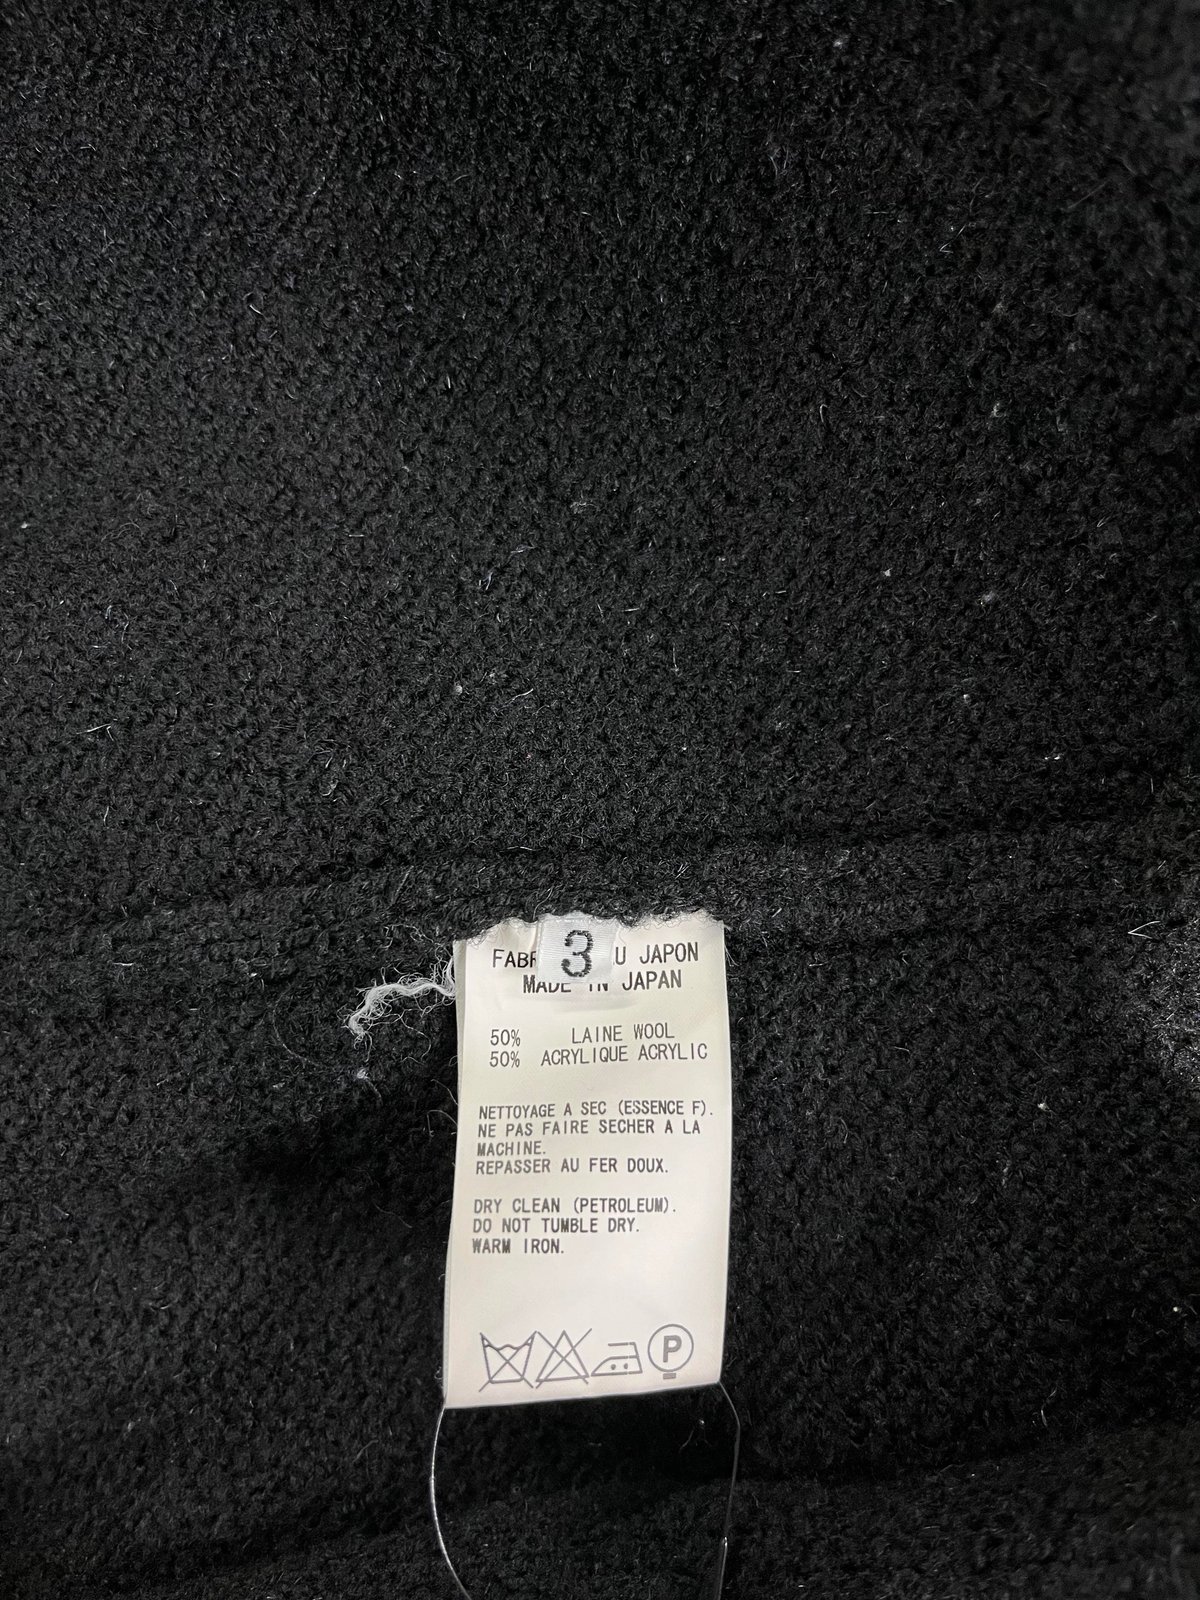 3
FABR U JAPON
MADE IN JAPAN
50% LAINE WOOL
50% ACRYLIQUE ACRYLIC
NETTOYAGE A SEC (ESSENCE F).
NE PAS FAIRE SECHER A LA
MACHINE.
REPASSER AU FER DOUX.
DRY CLEAN (PETROLEUM).
DO NOT TUMBLE DRY.
WARM IRON.
P